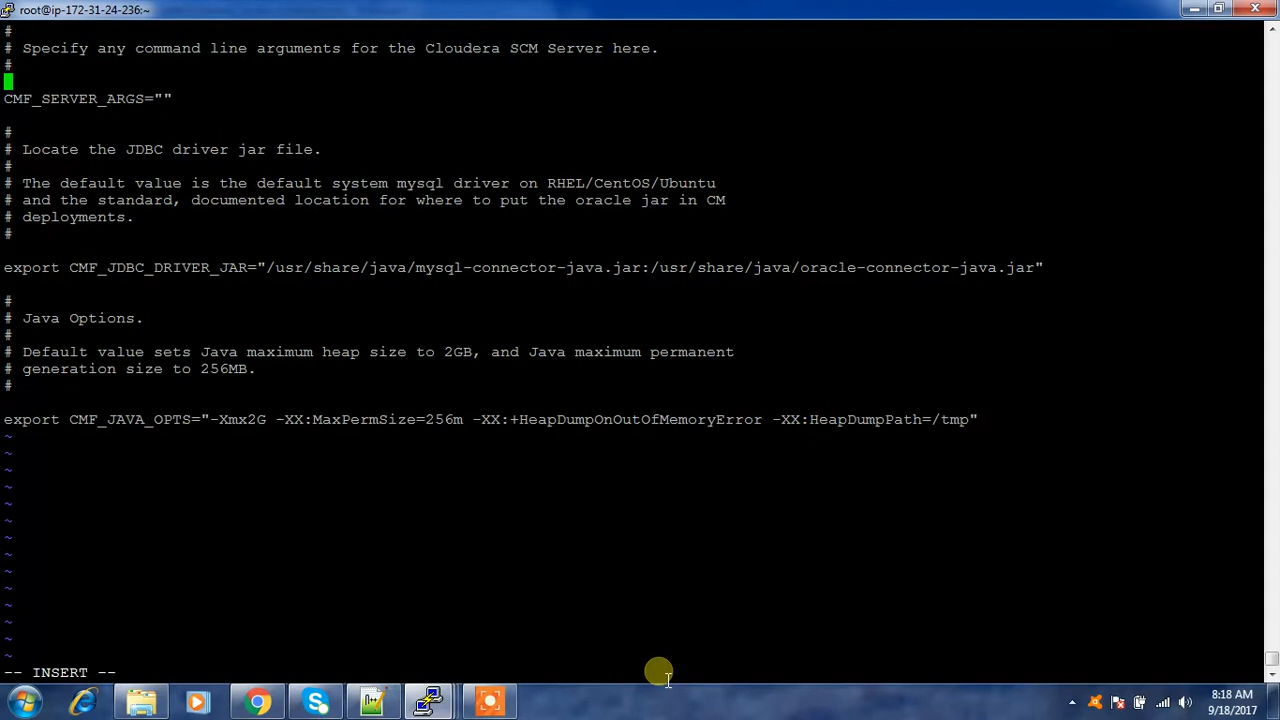 root@ip-172-31-24-236:~
#
# Specify any command line arguments for the Cloudera SCM Server here.
#
CMF_SERVER_ARGS=""
#
# Locate the JDBC driver jar file.
#
# The default value is the default system mysql driver on RHEL/CentOS/Ubuntu
# and the standard, documented location for where to put the oracle jar in CM
# deployments.
#
export CMF_JDBC_DRIVER_JAR="/usr/share/java/mysql-connector-java.jar:/usr/share/java/oracle-connector-java.jar"
#
# Java Options.
#
# Default value sets Java maximum heap size to 2GB, and Java maximum permanent
# generation size to 256MB.
#
export CMF_JAVA_OPTS="-Xmx2G -XX:MaxPermSize=256m -XX:+HeapDumpOnOutOfMemoryError -XX:HeapDumpPath=/tmp"
~
~
~
~
~
~
~
~
~
~
~
~
~
~
-- INSERT --
8:18 AM
9/18/2017